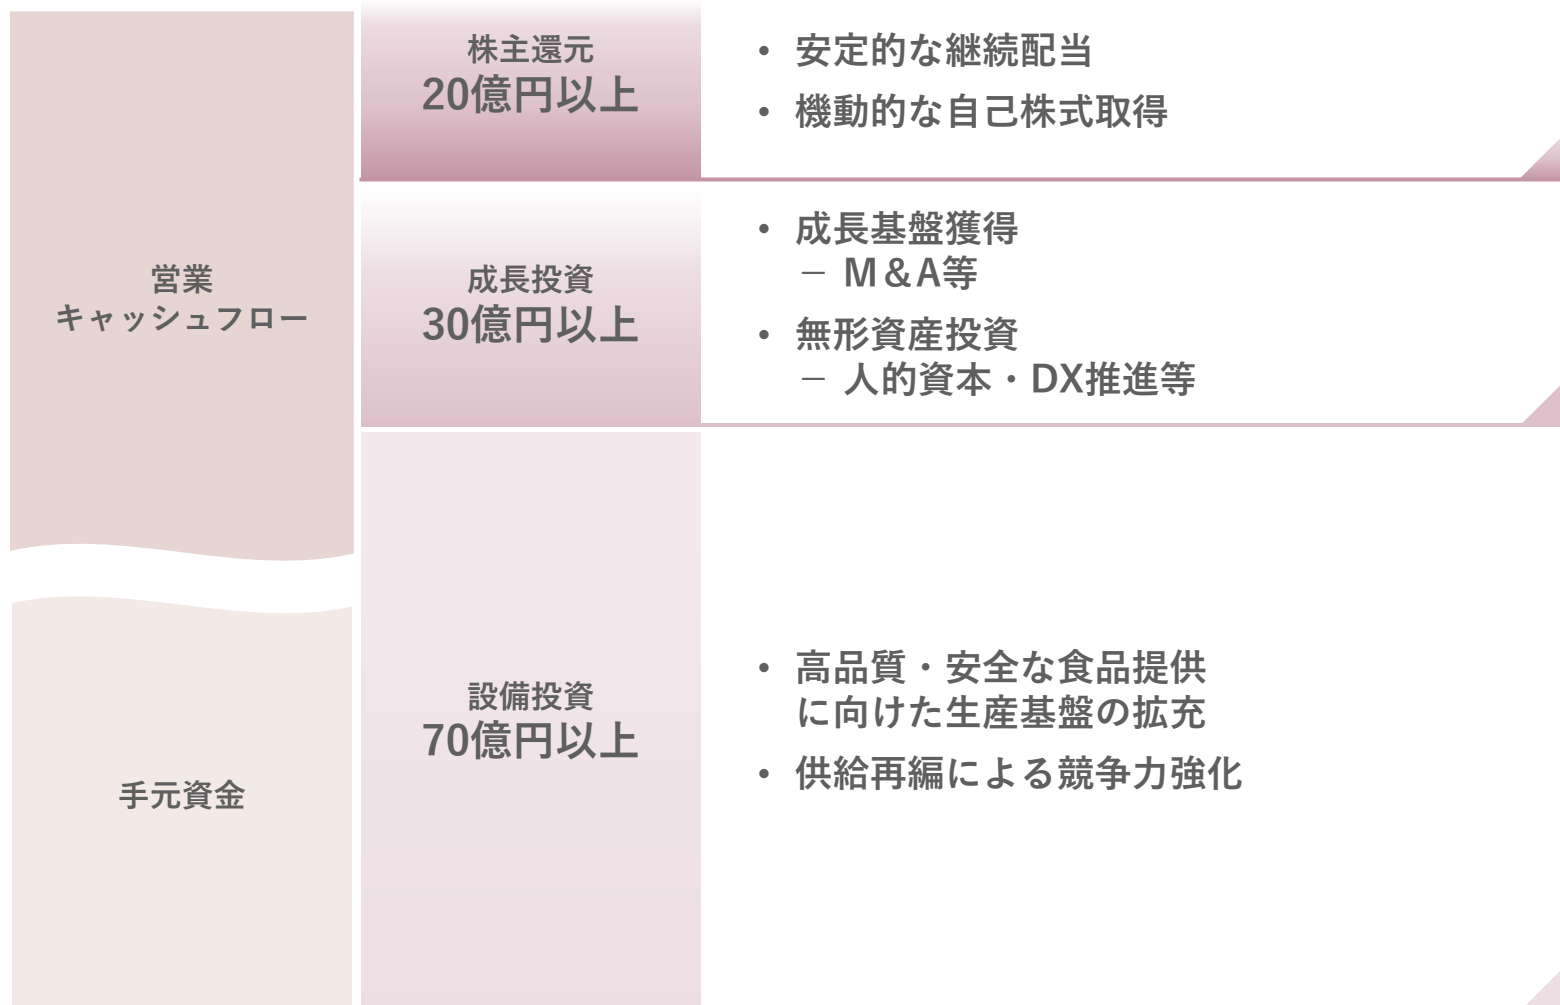 営業
キャッシュフロー
手元資金
株主還元
20億円以上
• 安定的な継続配当
• 機動的な自己株式取得
成長投資
30億円以上
• 成長基盤獲得
− M&A等
• 無形資産投資
− 人的資本・DX推進等
設備投資
70億円以上
• 高品質・安全な食品提供
に向けた生産基盤の拡充
• 供給再編による競争力強化